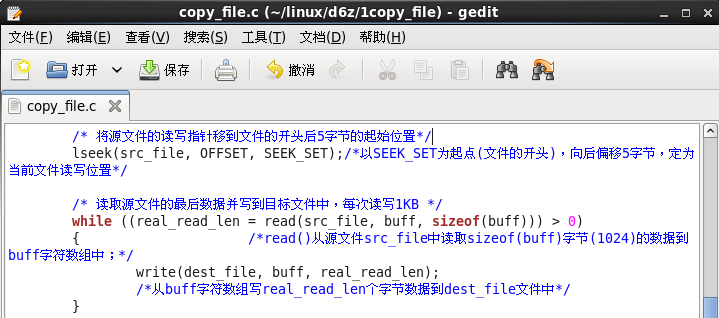 copy_file.c (~/linux/d6z/1copy_file) - gedit
文件(F) 编辑(E) 查看(V) 搜索(S) 工具(T) 文档(D) 帮助(H)
打开 保存 撤消
copy_file.c
/* 将源文件的读写指针移到文件的开头后5字节的起始位置*/
lseek(src_file, OFFSET, SEEK_SET);/*以SEEK_SET为起点(文件的开头)，向后偏移5字节，定为
当前文件读写位置*/
/* 读取源文件的最后数据并写到目标文件中，每次读写1KB */
while ((real_read_len = read(src_file, buff, sizeof(buff))) > 0)
{ /*read()从源文件src_file中读取sizeof(buff)字节(1024)的数据到
buff字符数组中；*/
write(dest_file, buff, real_read_len);
/*从buff字符数组写real_read_len个字节数据到dest_file文件中*/
}